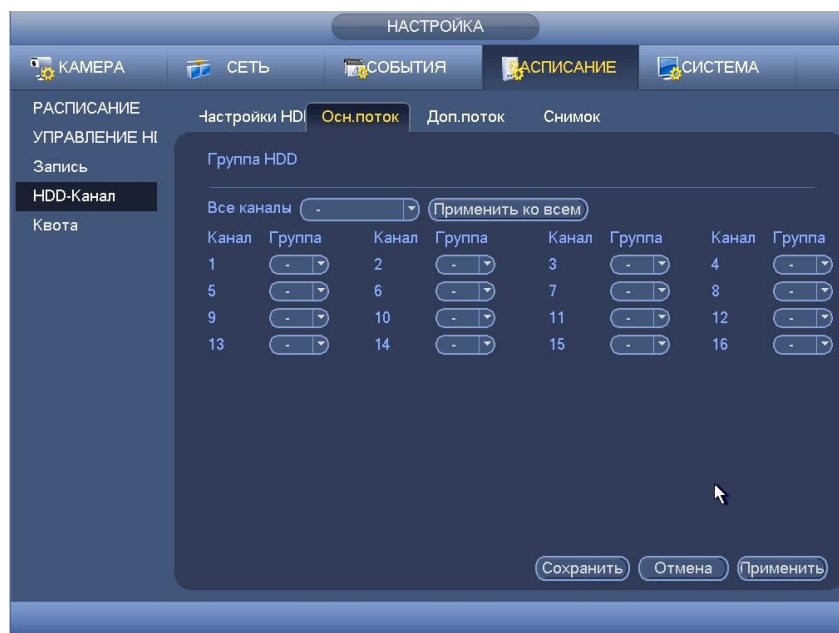 НАСТРОЙКА
КАМЕРА СЕТЬ СОБЫТИЯ АСПИСАНИЕ СИСТЕМА
РАСПИСАНИЕ
УПРАВЛЕНИЕ HD
Запись
HDD-Канал
Квота
Настройки HD Осн.поток Доп.поток Снимок
Группа HDD
Все каналы - Применить ко всем
Канал Группа Канал Группа Канал Группа Канал Группа
1 - 2 - 3 - 4 -
5 - 6 - 7 - 8 -
9 - 10 - 11 - 12 -
13 - 14 - 15 - 16 -
Сохранить Отмена Применить